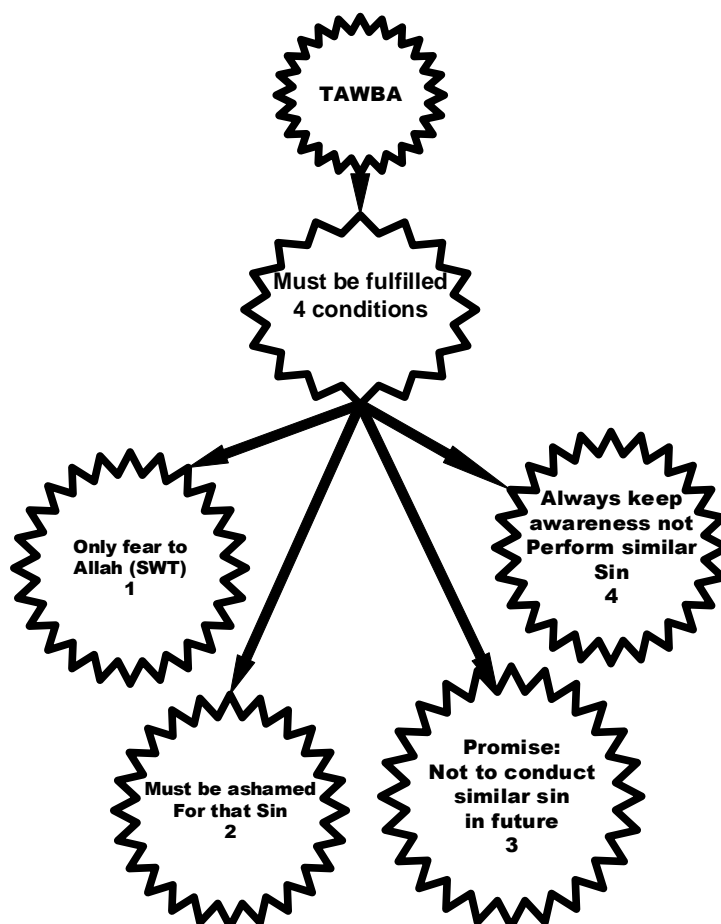 TAWBA
Must be fulfilled
4 conditions
Only fear to
Allah (SWT)
1
Must be ashamed
For that Sin
2
Promise:
Not to conduct
similar sin
in future
3
Always keep
awareness not
Perform similar
Sin
4